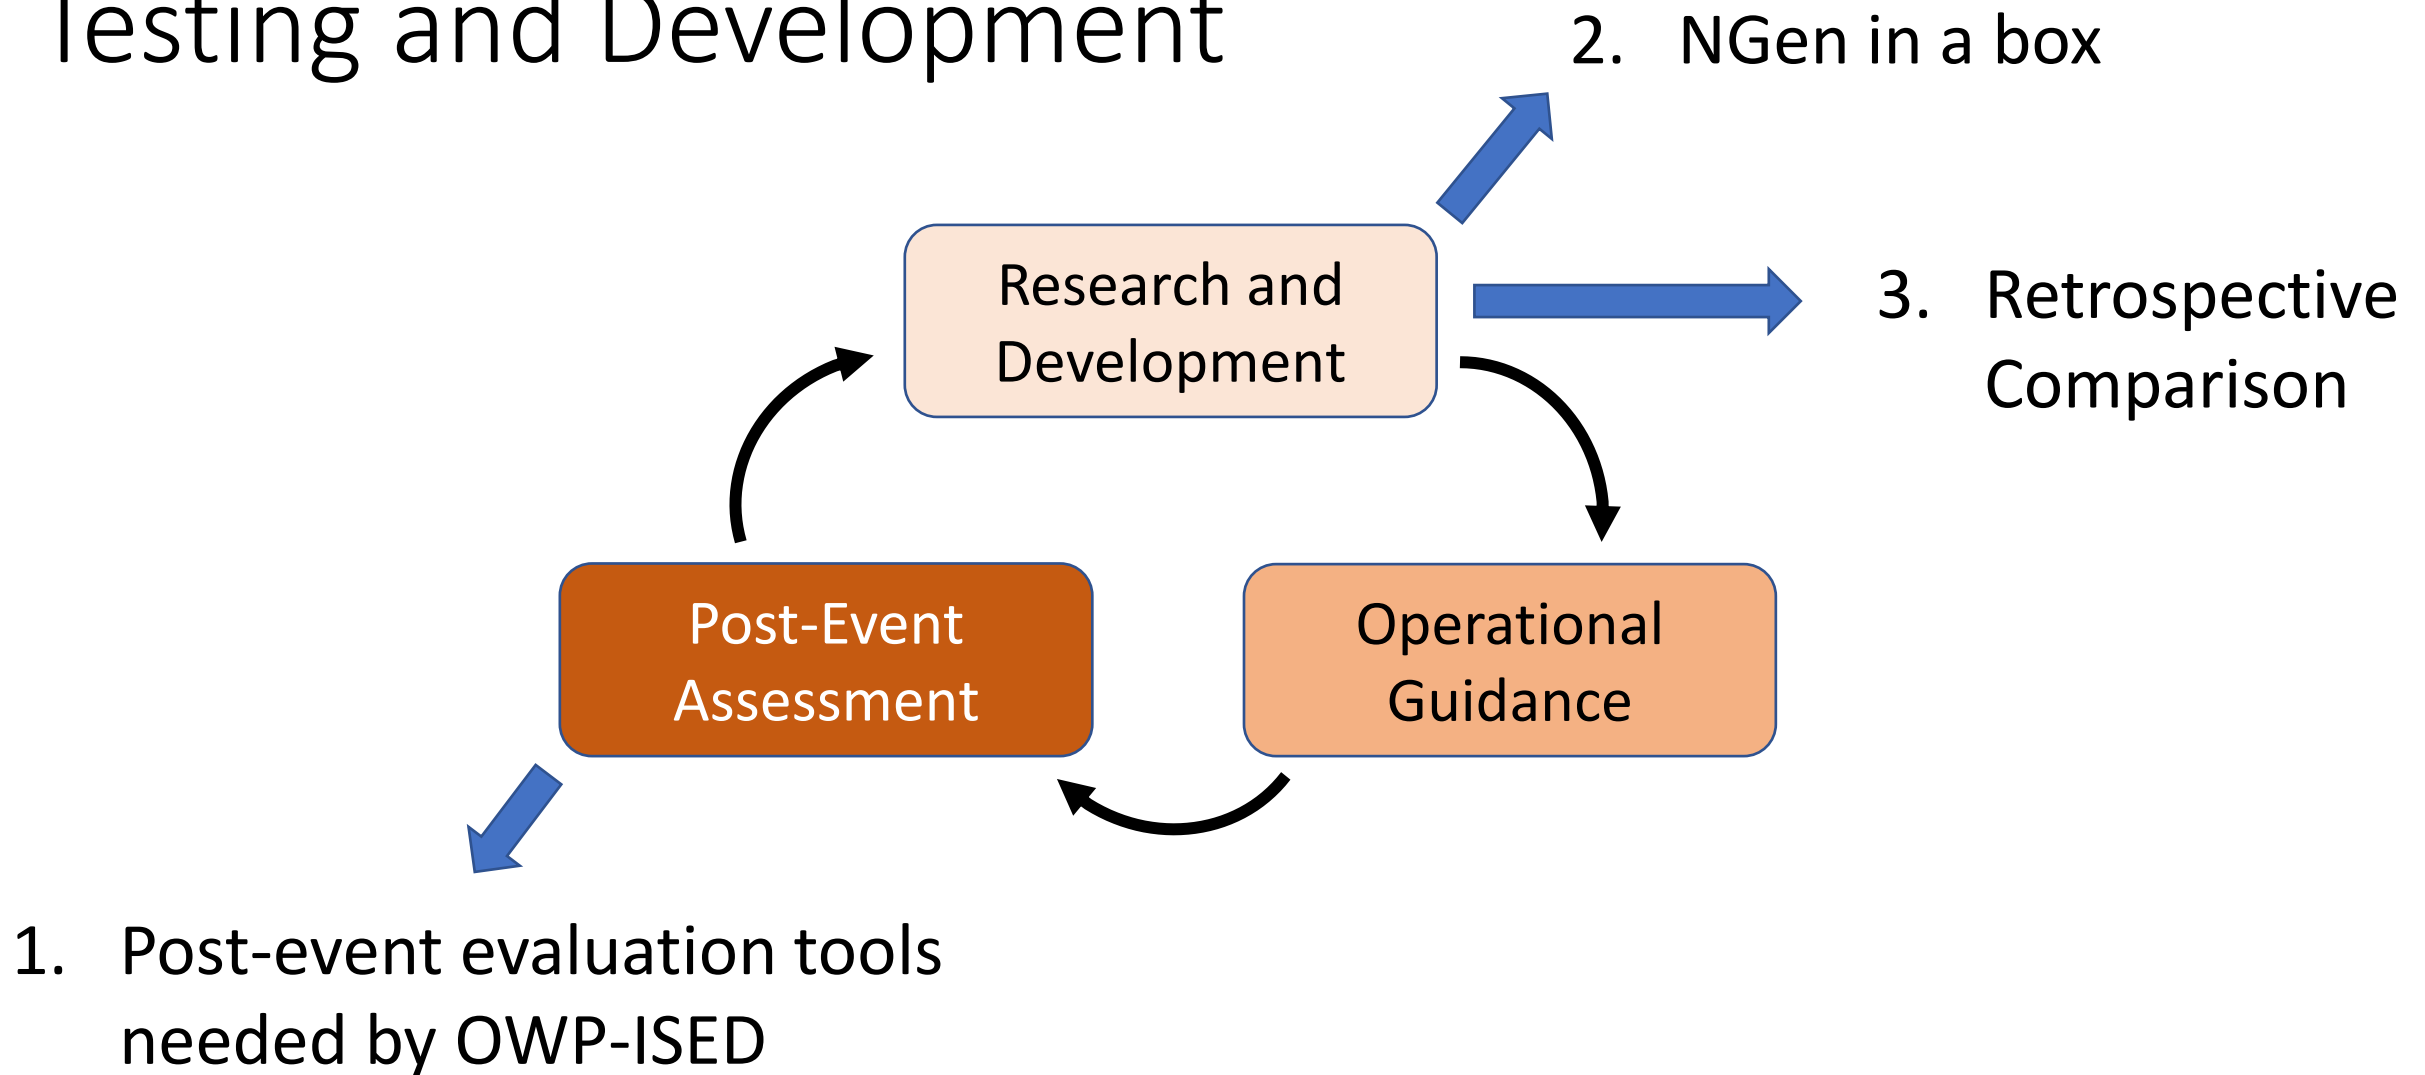 Testing and Development
2. NGen in a box
Research and
Development
3. Retrospective
Comparison
Post-Event
Assessment
Operational
Guidance
1. Post-event evaluation tools
needed by OWP-ISED